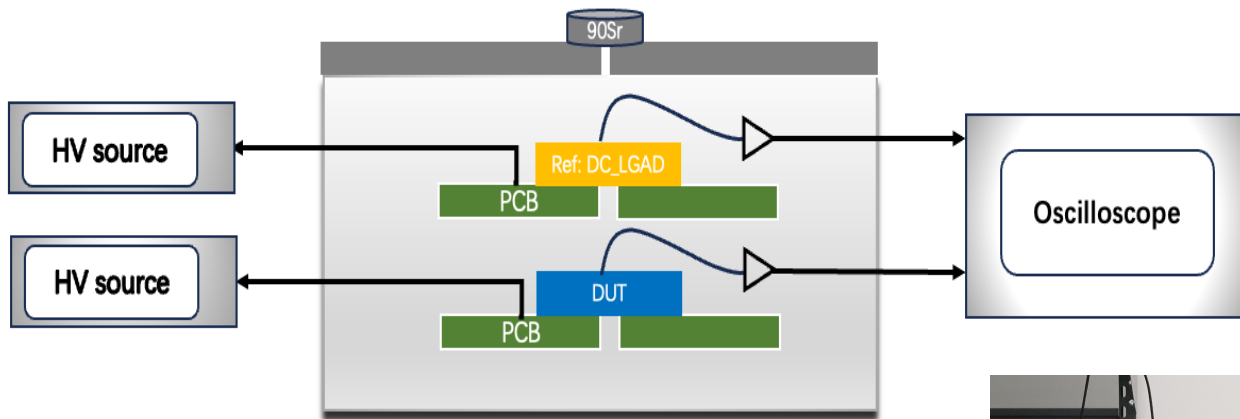 90Sr
HV source
Ref: DC_LGAD
PCB
Oscilloscope
HV source
DUT
PCB